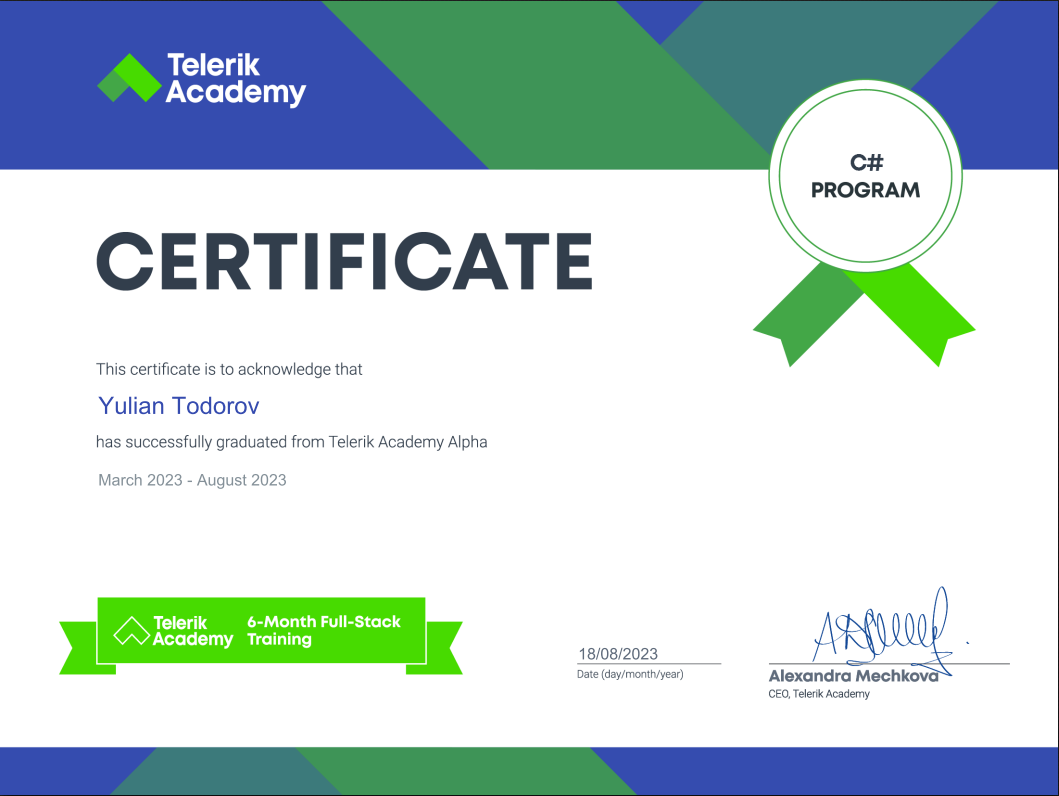 Telerik
Academy
C#
PROGRAM
CERTIFICATE
This certificate is to acknowledge that
Yulian Todorov
has successfully graduated from Telerik Academy Alpha
March 2023 - August 2023
Telerik
Academy
6-Month Full-Stack
Training
18/08/2023
Date (day/month/year)
Alexandra Mechkova
CEO, Telerik Academy